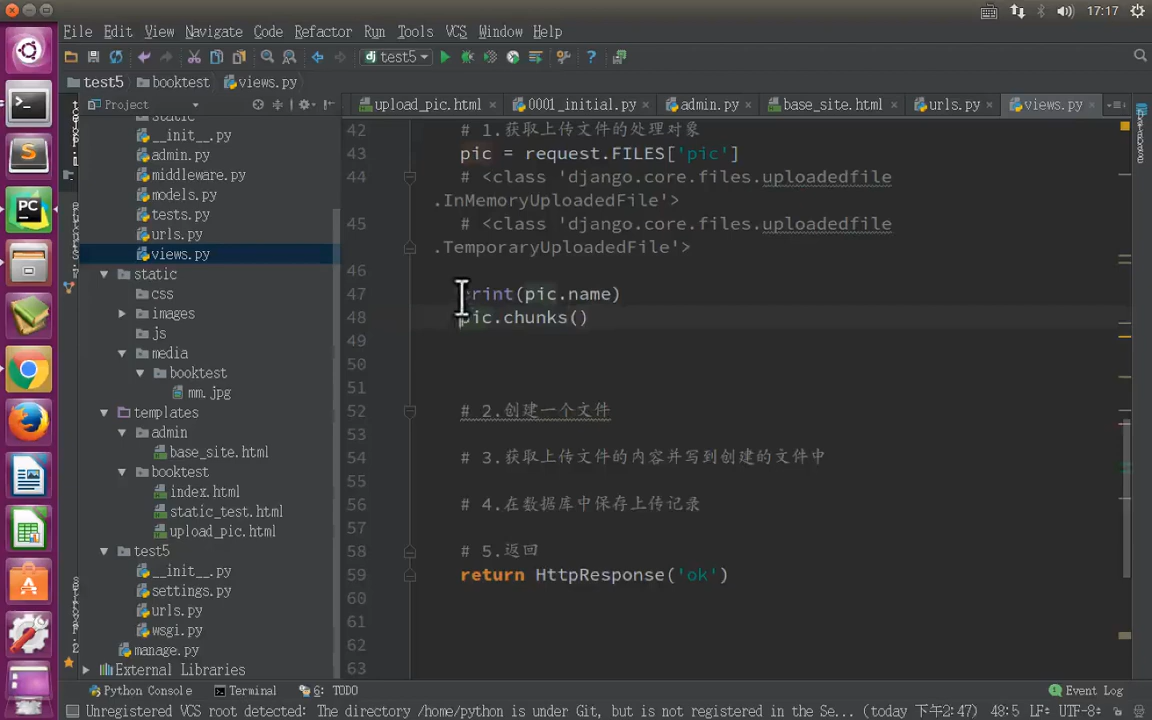 17:17
File Edit View Navigate Code Refactor Run Tools VCS Window Help
test5
test5 booktest views.py
Project
upload_pic.html 0001_initial.py admin.py base_site.html urls.py views.py
static
__init__.py
admin.py
middleware.py
models.py
tests.py
urls.py
views.py
static
css
images
js
media
booktest
mm.jpg
templates
admin
base_site.html
booktest
index.html
static_test.html
upload_pic.html
test5
__init__.py
settings.py
urls.py
wsgi.py
manage.py
External Libraries
42 # 1.获取上传文件的处理对象
43 pic = request.FILES['pic']
44 # <class 'django.core.files.uploadedfile
.InMemoryUploadedFile'>
45 # <class 'django.core.files.uploadedfile
.TemporaryUploadedFile'>
46
47 print(pic.name)
48 pic.chunks()
49
50
51
52 # 2.创建一个文件
53
54 # 3.获取上传文件的内容并写到创建的文件中
55
56 # 4.在数据库中保存上传记录
57
58 # 5.返回
59 return HttpResponse('ok')
60
61
62
63
Python Console Terminal 6: TODO Event Log
Unregistered VCS root detected: The directory /home/python is under Git, but is not registered in the Se... (today 下午2:47) 48:5 LF÷ UTF-8÷